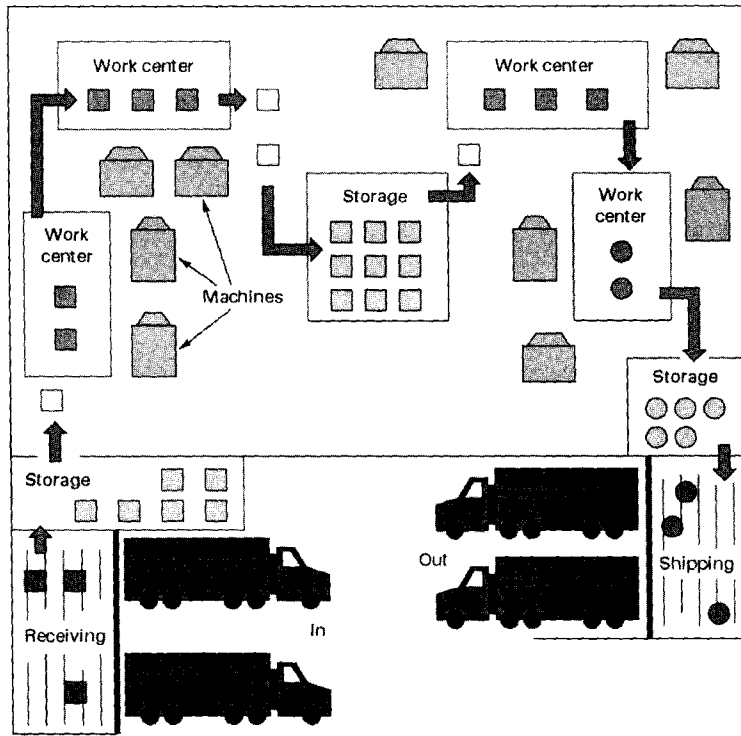 Work center
Work center
Storage
Work
center
Work
center
Machines
Storage
Storage
Out
Shipping
Receiving
In